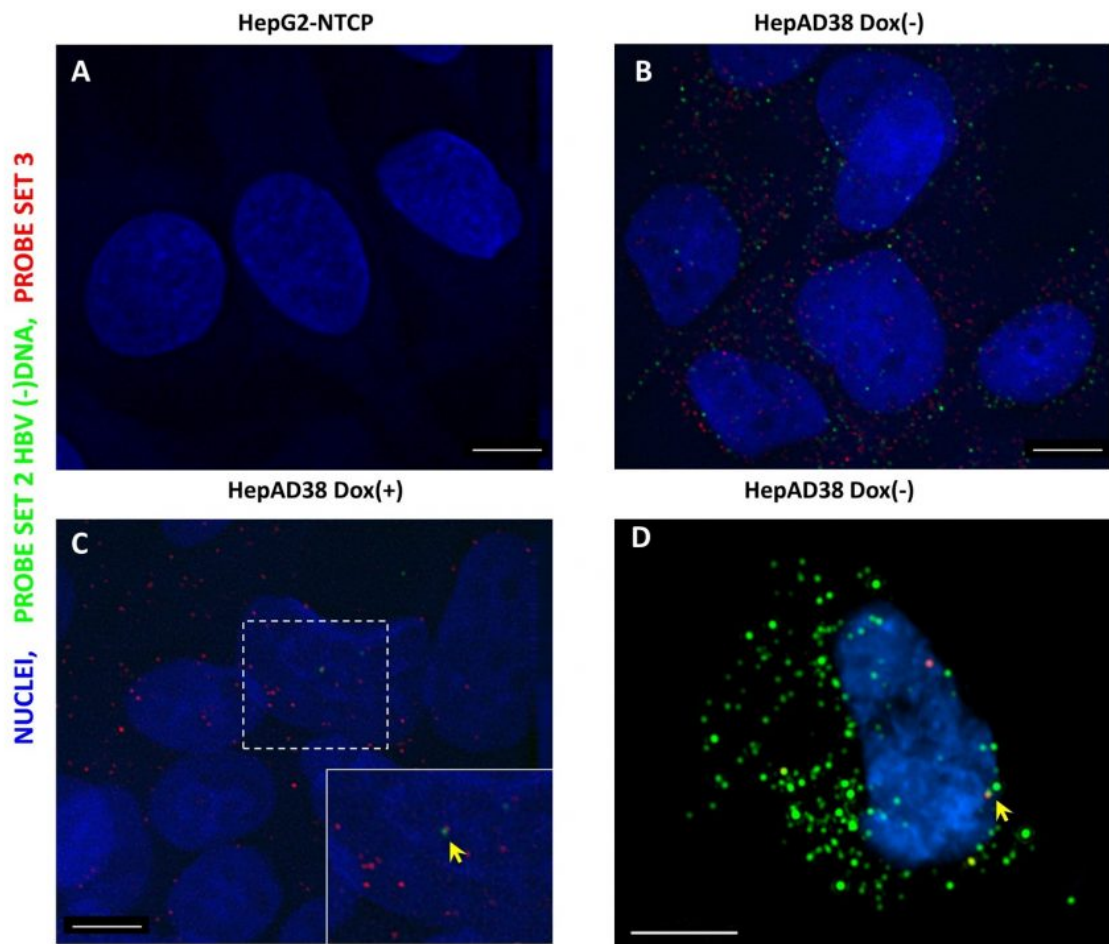 HepG2-NTCP
HepAD38 Dox(-)
A
B
NUCLEI, PROBE SET 2 HBV (-)DNA, PROBE SET 3
HepAD38 Dox(+)
HepAD38 Dox(-)
C
D